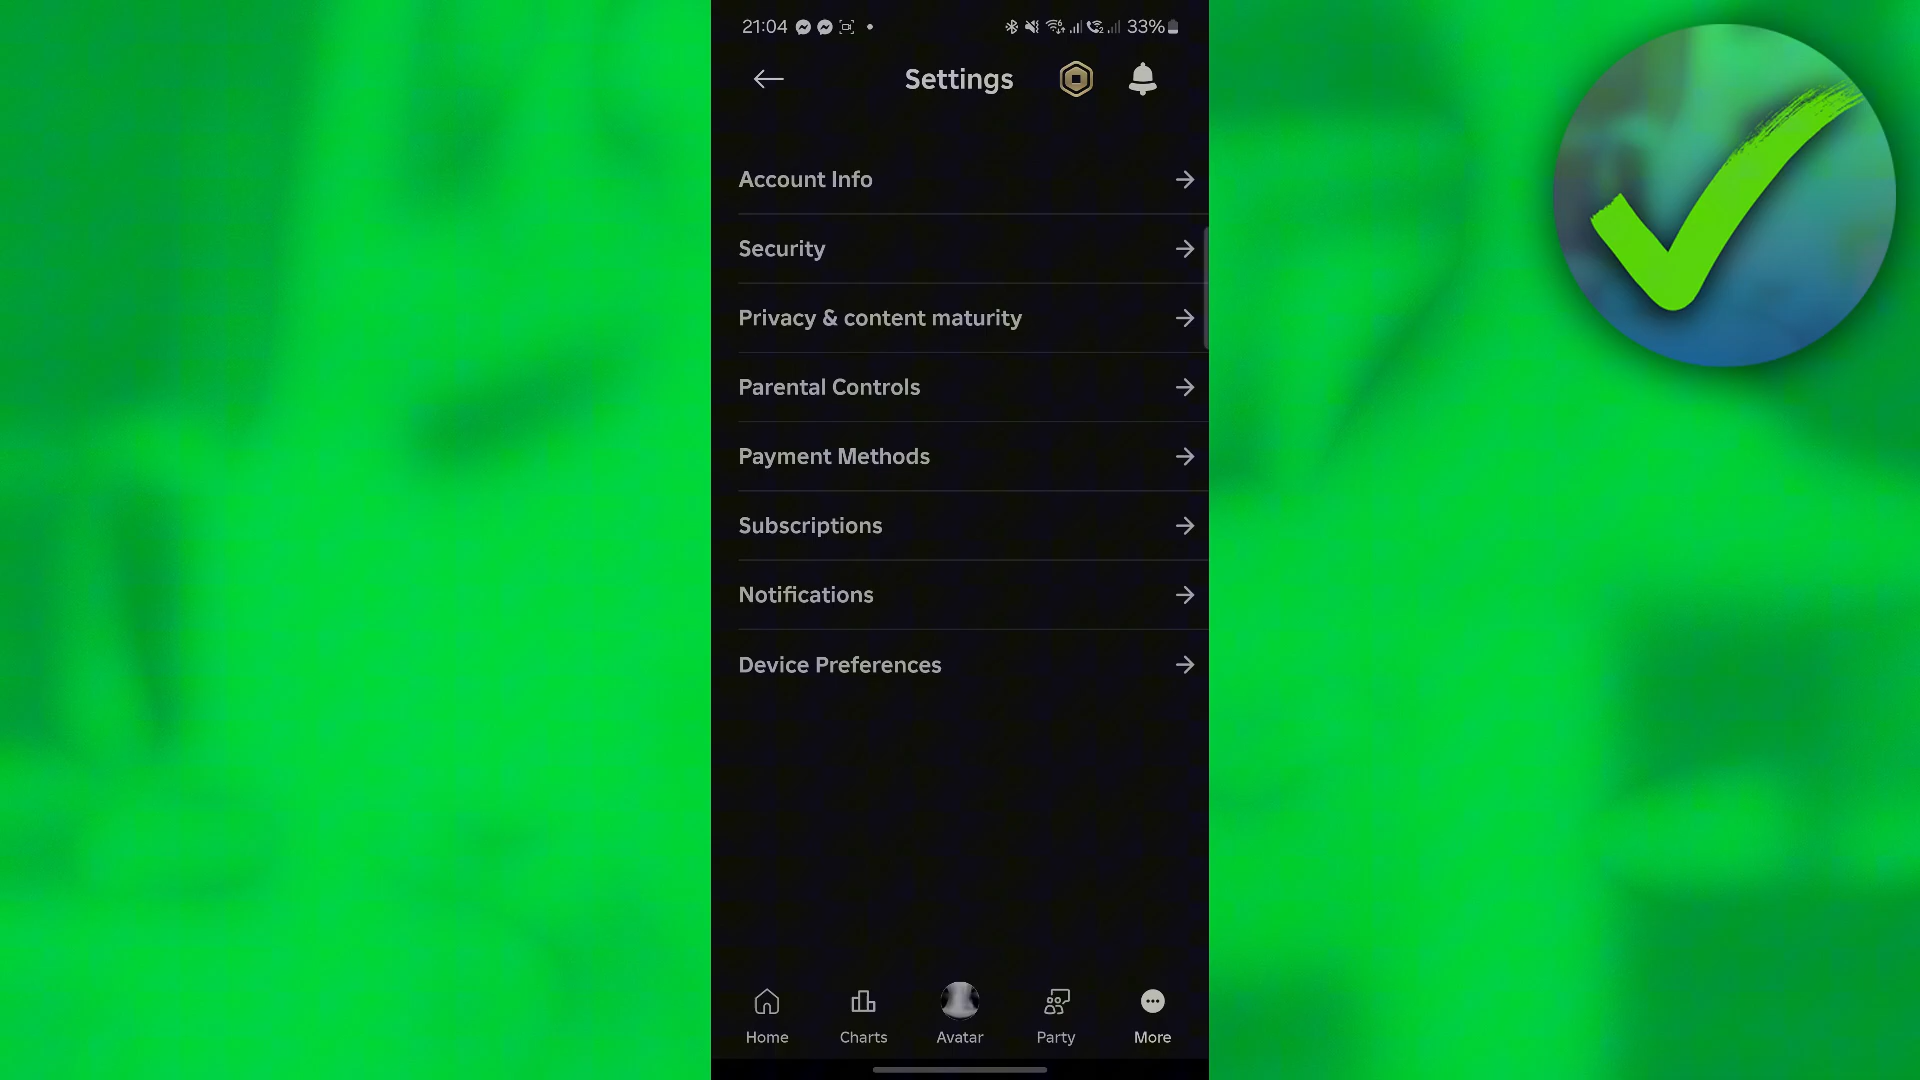 21:04 33%
Settings
Account Info
Security
Privacy & content maturity
Parental Controls
Payment Methods
Subscriptions
Notifications
Device Preferences
Home Charts Avatar Party More